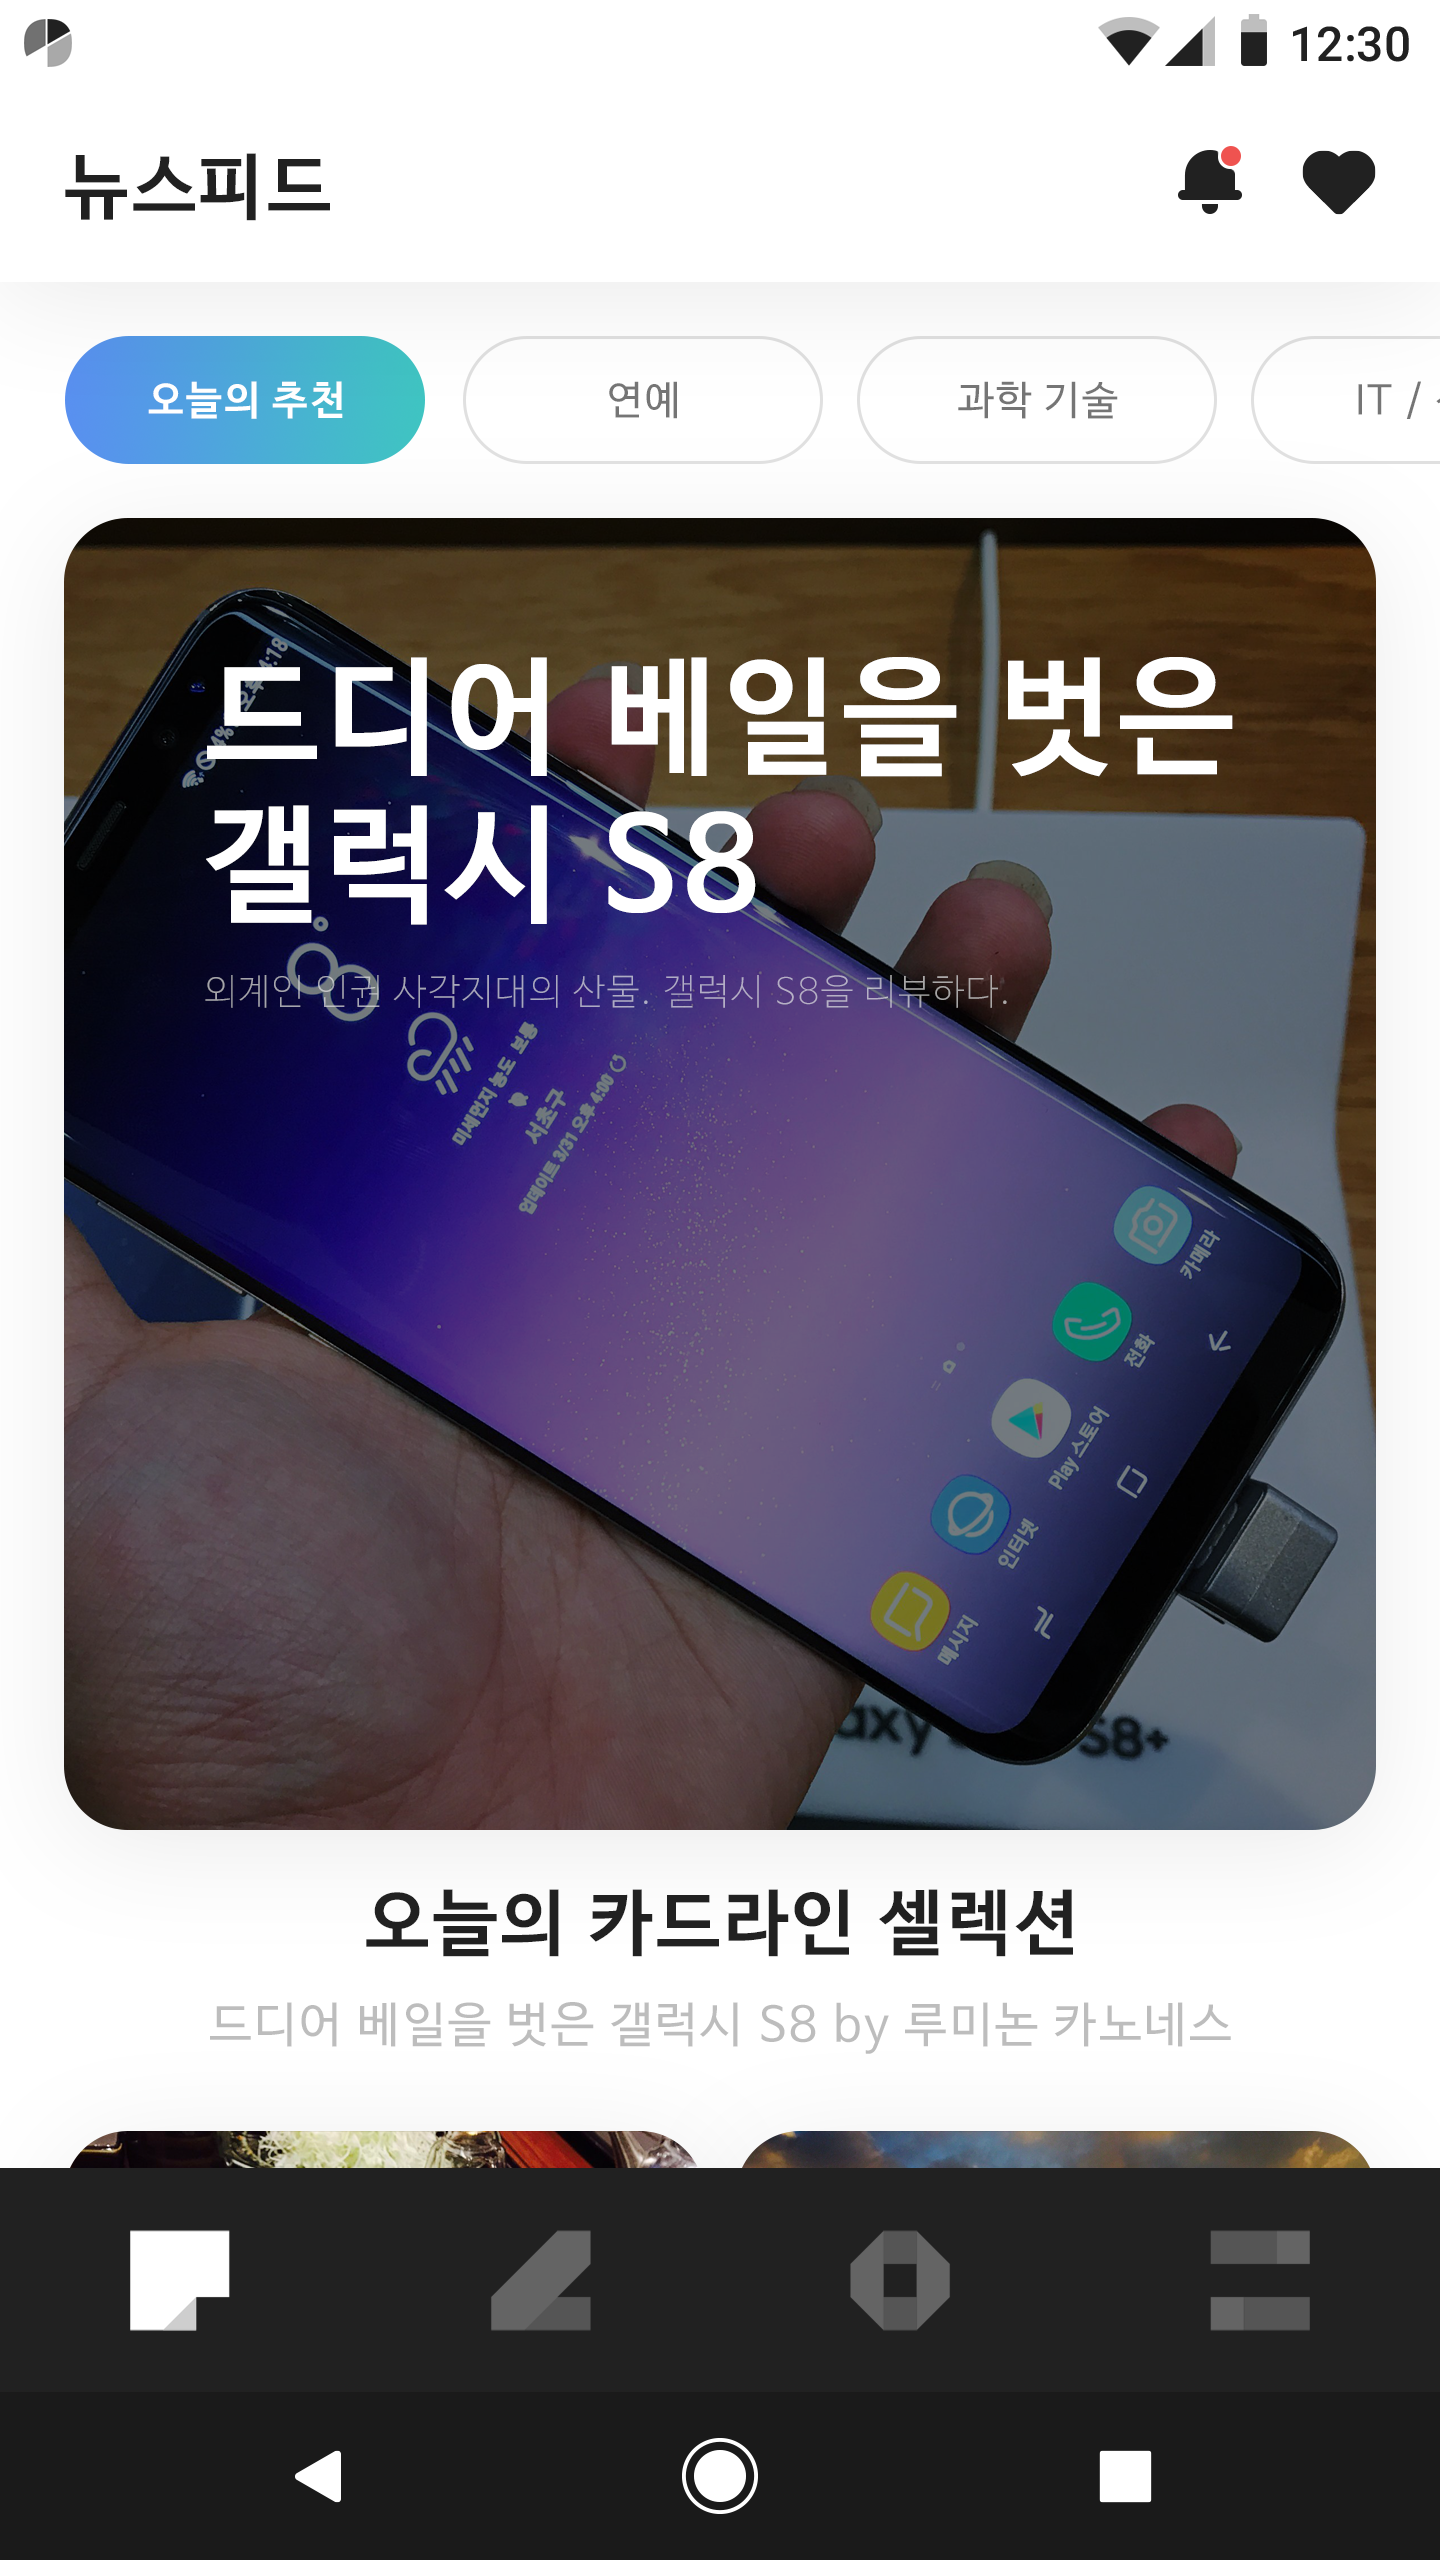 12:30
뉴스피드
오늘의 추천
연예
과학 기술
IT /
4:18
드디어 베일을 벗은
갤럭시 S8
외계인 인권 사각지대의 산물. 갤럭시 S8을 리뷰하다.
8°
미세먼지 농도 보통
서초구
업데이트 3/31 오후 4:00
카메라
전화
Play 스토어
인터넷
메시지
axy
S8+
오늘의 카드라인 셀렉션
드디어 베일을 벗은 갤럭시 S8 by 루미논 카노네스